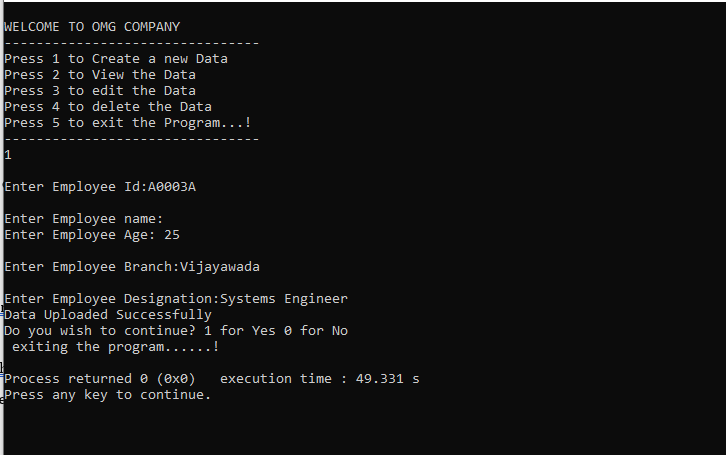 WELCOME TO OMG COMPANY
--------------------------------
Press 1 to Create a new Data
Press 2 to View the Data
Press 3 to edit the Data
Press 4 to delete the Data
Press 5 to exit the Program...!
--------------------------------
1
Enter Employee Id:A0003A
Enter Employee name:
Enter Employee Age: 25
Enter Employee Branch:Vijayawada
Enter Employee Designation:Systems Engineer
Data Uploaded Successfully
Do you wish to continue? 1 for Yes 0 for No
 exiting the program......!
Process returned 0 (0x0)   execution time : 49.331 s
Press any key to continue.